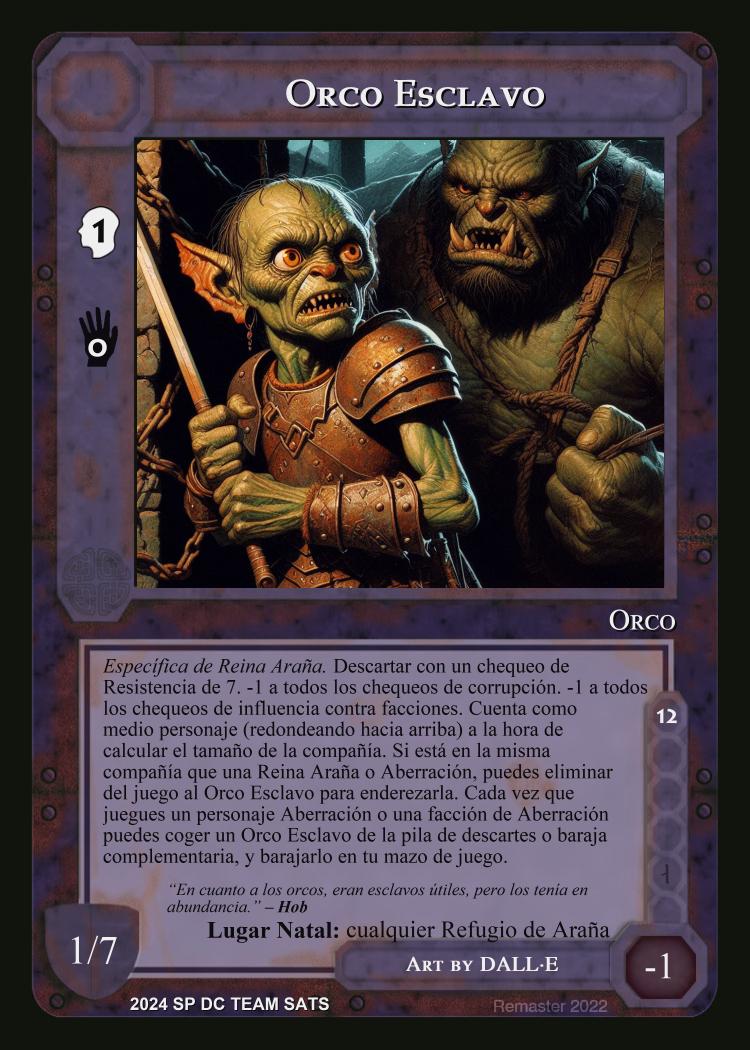 Orco Esclavo
1
0
Orco
Específica de Reina Araña. Descartar con un chequeo de
Resistencia de 7. -1 a todos los chequeos de corrupción. -1 a todos
los chequeos de influencia contra facciones. Cuenta como
medio personaje (redondeando hacia arriba) a la hora de
calcular el tamaño de la compañía. Si está en la misma
compañía que una Reina Araña o Aberración, puedes eliminar
del juego al Orco Esclavo para enderezarla. Cada vez que
juegues un personaje Aberración o una facción de Aberración
puedes coger un Orco Esclavo de la pila de descartes o baraja
complementaria, y barajarlo en tu mazo de juego.
12
“En cuanto a los orcos, eran esclavos útiles, pero los tenía en
abundancia.” – Hob
Lugar Natal: cualquier Refugio de Araña
1/7
Art by DALL·E
-1
2024 SP DC TEAM SATS
Remaster 2022